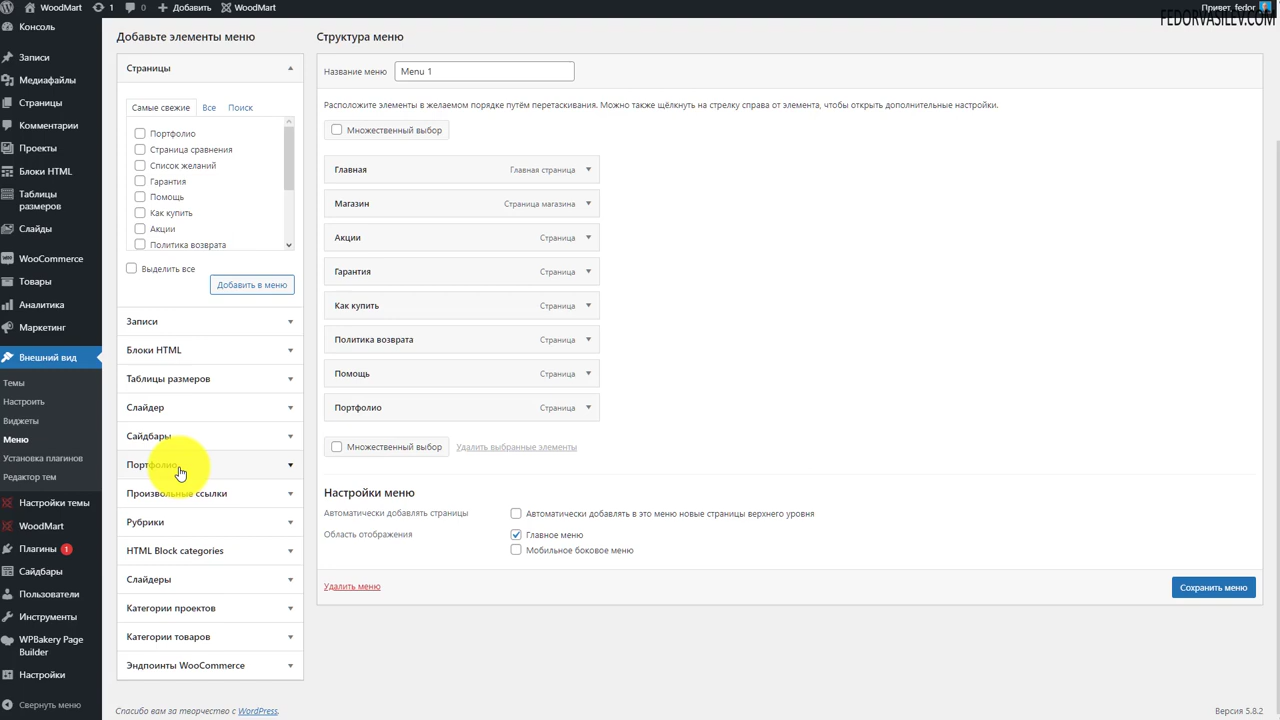 WoodMart 1 0 Добавить WoodMart Привет, fedor
FEDORVASILEV.COM
Консоль
Записи
Медиафайлы
Страницы
Комментарии
Проекты
Блоки HTML
Таблицы
размеров
Слайды
WooCommerce
Товары
Аналитика
Маркетинг
Внешний вид
Темы
Настроить
Виджеты
Меню
Установка плагинов
Редактор тем
Настройки темы
WoodMart
Плагины 1
Сайдбары
Пользователи
Инструменты
WPBakery Page
Builder
Настройки
Свернуть меню
Добавьте элементы меню
Страницы
Самые свежие Все Поиск
Портфолио
Страница сравнения
Список желаний
Гарантия
Помощь
Как купить
Акции
Политика возврата
Выделить все
Добавить в меню
Записи
Блоки HTML
Таблицы размеров
Слайдер
Сайдбары
Портфолио
Произвольные ссылки
Рубрики
HTML Block categories
Слайдеры
Категории проектов
Категории товаров
Эндпоинты WooCommerce
Структура меню
Название меню Menu 1
Расположите элементы в желаемом порядке путём перетаскивания. Можно также щёлкнуть на стрелку справа от элемента, чтобы открыть дополнительные настройки.
Множественный выбор
Главная Главная страница
Магазин Страница магазина
Акции Страница
Гарантия Страница
Как купить Страница
Политика возврата Страница
Помощь Страница
Портфолио Страница
Множественный выбор Удалить выбранные элементы
Настройки меню
Автоматически добавлять страницы Автоматически добавлять в это меню новые страницы верхнего уровня
Область отображения Главное меню
Мобильное боковое меню
Удалить меню Сохранить меню
Спасибо вам за творчество с WordPress. Версия 5.8.2